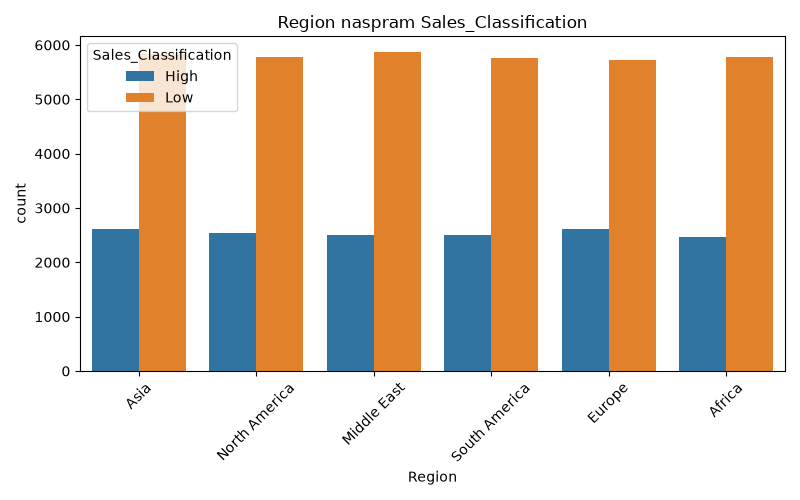 Region naspram Sales_Classification
Sales_Classification
High
Low
6000
5000
4000
3000
2000
1000
0
count
Asia
North America
Middle East
South America
Europe
Africa
Region